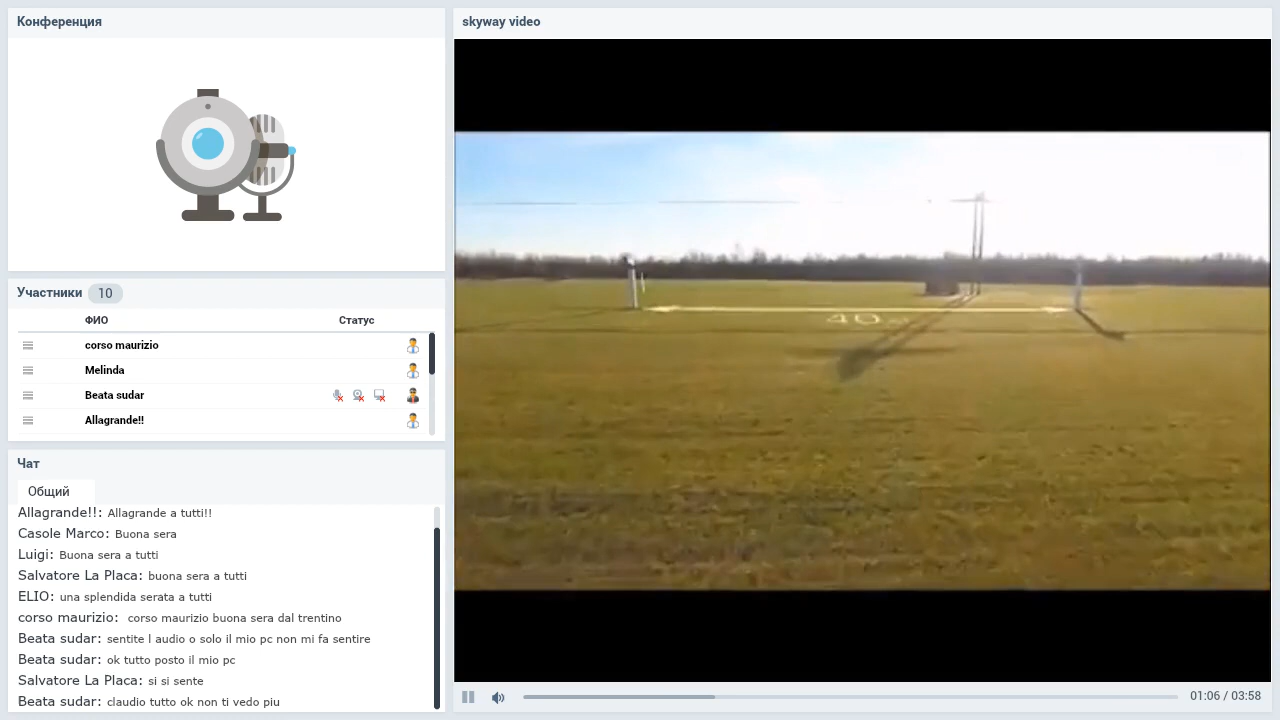 Конференция
skyway video
40
Участники 10
ФИО Статус
corso maurizio
Melinda
Beata sudar
Allagrande!!
Чат
Общий
Allagrande!!: Allagrande a tutti!!
Casole Marco: Buona sera
Luigi: Buona sera a tutti
Salvatore La Placa: buona sera a tutti
ELIO: una splendida serata a tutti
corso maurizio: corso maurizio buona sera dal trentino
Beata sudar: sentite l audio o solo il mio pc non mi fa sentire
Beata sudar: ok tutto posto il mio pc
Salvatore La Placa: si si sente
Beata sudar: claudio tutto ok non ti vedo piu
01:06 / 03:58